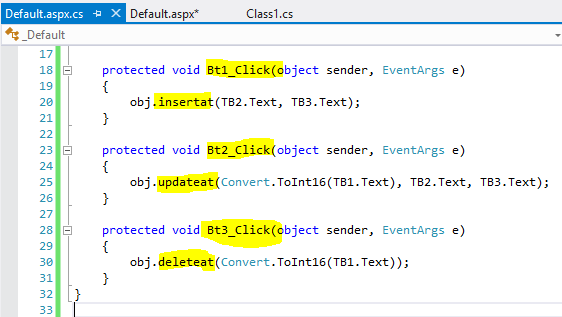 Default.aspx.cs Default.aspx* Class1.cs
_Default
17
18 protected void Bt1_Click(object sender, EventArgs e)
19 {
20 obj.insertat(TB2.Text, TB3.Text);
21 }
22
23 protected void Bt2_Click(object sender, EventArgs e)
24 {
25 obj.updateat(Convert.ToInt16(TB1.Text), TB2.Text, TB3.Text);
26 }
27
28 protected void Bt3_Click(object sender, EventArgs e)
29 {
30 obj.deleteat(Convert.ToInt16(TB1.Text));
31 }
32 }
33